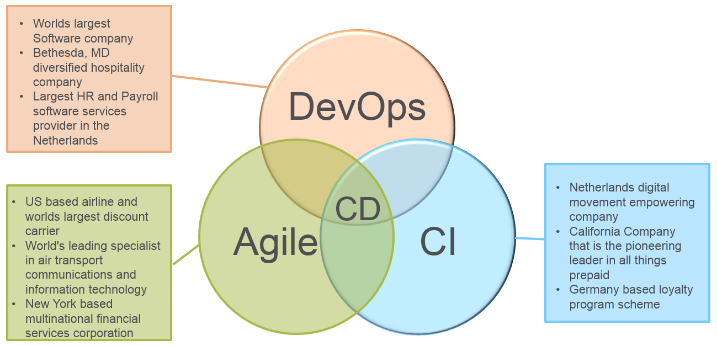 • Worlds largest
Software company
• Bethesda, MD
diversified hospitality
company
• Largest HR and Payroll
software services
provider in the
Netherlands
DevOps
• US based airline and
worlds largest discount
carrier
• World's leading specialist
in air transport
communications and
information technology
• New York based
multinational financial
services corporation
CD
Agile
CI
• Netherlands digital
movement empowering
company
• California Company
that is the pioneering
leader in all things
prepaid
• Germany based loyalty
program scheme